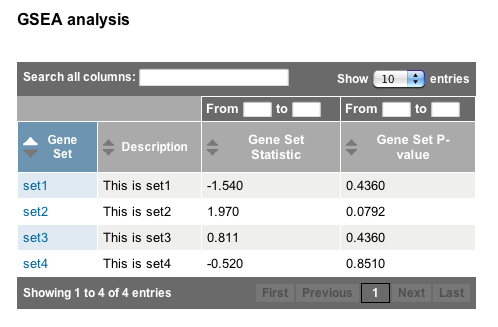 GSEA analysis
Search all columns: Show 10 entries
From to From to
Gene Set Description Gene Set Statistic Gene Set P-value
set1 This is set1 -1.540 0.4360
set2 This is set2 1.970 0.0792
set3 This is set3 0.811 0.4360
set4 This is set4 -0.520 0.8510
Showing 1 to 4 of 4 entries First Previous 1 Next Last